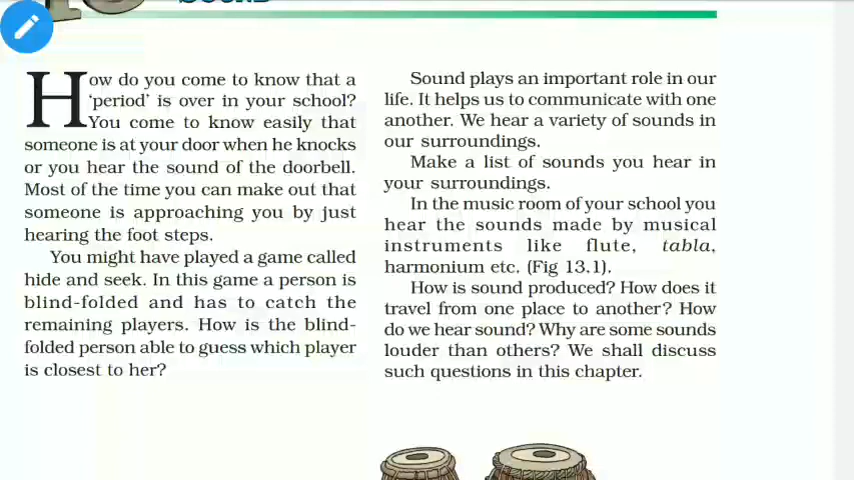 SOUND
How do you come to know that a
'period' is over in your school?
You come to know easily that
someone is at your door when he knocks
or you hear the sound of the doorbell.
Most of the time you can make out that
someone is approaching you by just
hearing the foot steps.
You might have played a game called
hide and seek. In this game a person is
blind-folded and has to catch the
remaining players. How is the blind-
folded person able to guess which player
is closest to her?
Sound plays an important role in our
life. It helps us to communicate with one
another. We hear a variety of sounds in
our surroundings.
Make a list of sounds you hear in
your surroundings.
In the music room of your school you
hear the sounds made by musical
instruments like flute, tabla,
harmonium etc. (Fig 13.1).
How is sound produced? How does it
travel from one place to another? How
do we hear sound? Why are some sounds
louder than others? We shall discuss
such questions in this chapter.